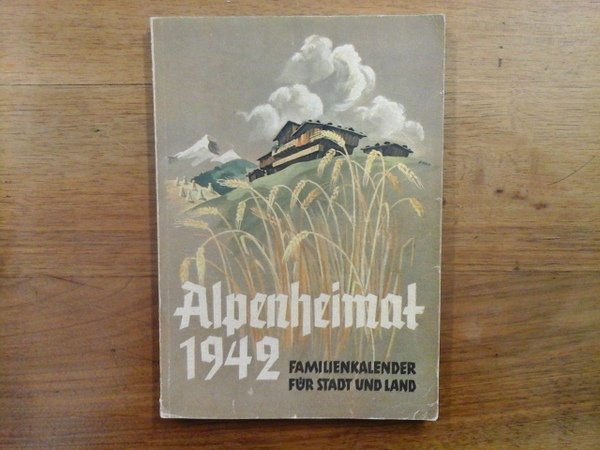 Alpenheimat
1942
FAMILIENKALENDER
FÜR STADT UND LAND